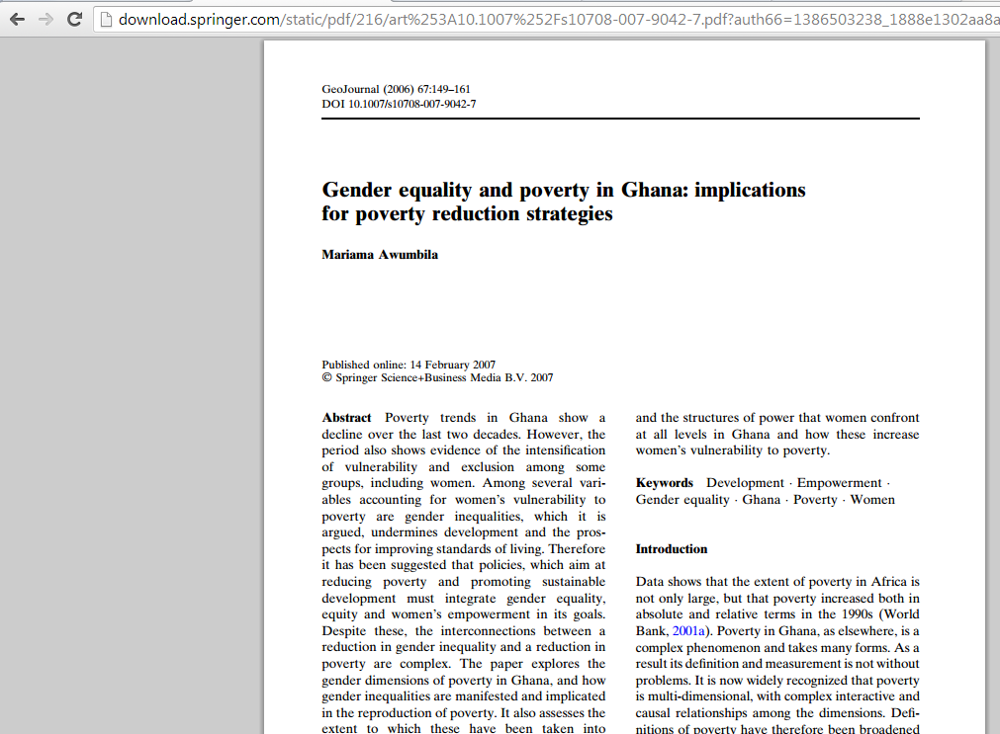 download.springer.com/static/pdf/216/art%253A10.1007%252Fs10708-007-9042-7.pdf?auth66=1386503238_1888e1302aa8a
GeoJournal (2006) 67:149–161
DOI 10.1007/s10708-007-9042-7
Gender equality and poverty in Ghana: implications
for poverty reduction strategies
Mariama Awumbila
Published online: 14 February 2007
© Springer Science+Business Media B.V. 2007
Abstract Poverty trends in Ghana show a
decline over the last two decades. However, the
period also shows evidence of the intensification
of vulnerability and exclusion among some
groups, including women. Among several vari-
ables accounting for women's vulnerability to
poverty are gender inequalities, which it is
argued, undermines development and the pros-
pects for improving standards of living. Therefore
it has been suggested that policies, which aim at
reducing poverty and promoting sustainable
development must integrate gender equality,
equity and women's empowerment in its goals.
Despite these, the interconnections between a
reduction in gender inequality and a reduction in
poverty are complex. The paper explores the
gender dimensions of poverty in Ghana, and how
gender inequalities are manifested and implicated
in the reproduction of poverty. It also assesses the
extent to which these have been taken into
and the structures of power that women confront
at all levels in Ghana and how these increase
women's vulnerability to poverty.
Keywords Development · Empowerment ·
Gender equality · Ghana · Poverty · Women
Introduction
Data shows that the extent of poverty in Africa is
not only large, but that poverty increased both in
absolute and relative terms in the 1990s (World
Bank, 2001a). Poverty in Ghana, as elsewhere, is a
complex phenomenon and takes many forms. As a
result its definition and measurement is not without
problems. It is now widely recognized that poverty
is multi-dimensional, with complex interactive and
causal relationships among the dimensions. Defi-
nitions of poverty have therefore been broadened